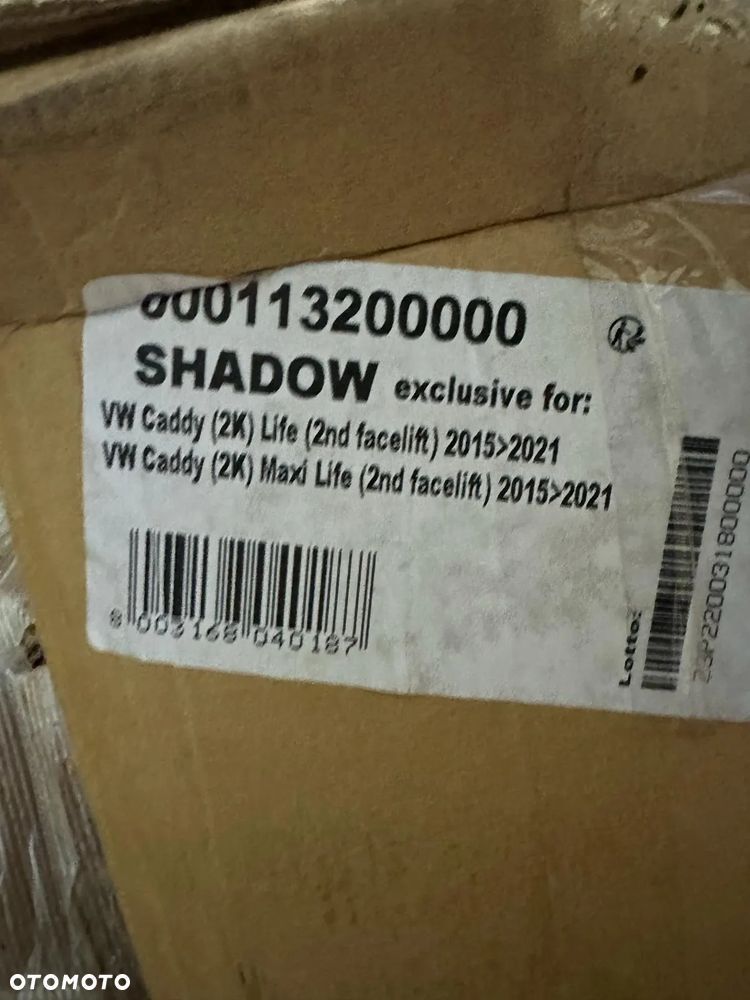 000113200000
SHADOW exclusive for:
VW Caddy (2K) Life (2nd facelift) 2015>2021
VW Caddy (2K) Maxi Life (2nd facelift) 2015>2021
8 003168 040187
Lotto:
23P2200031800000
OTOMOTO